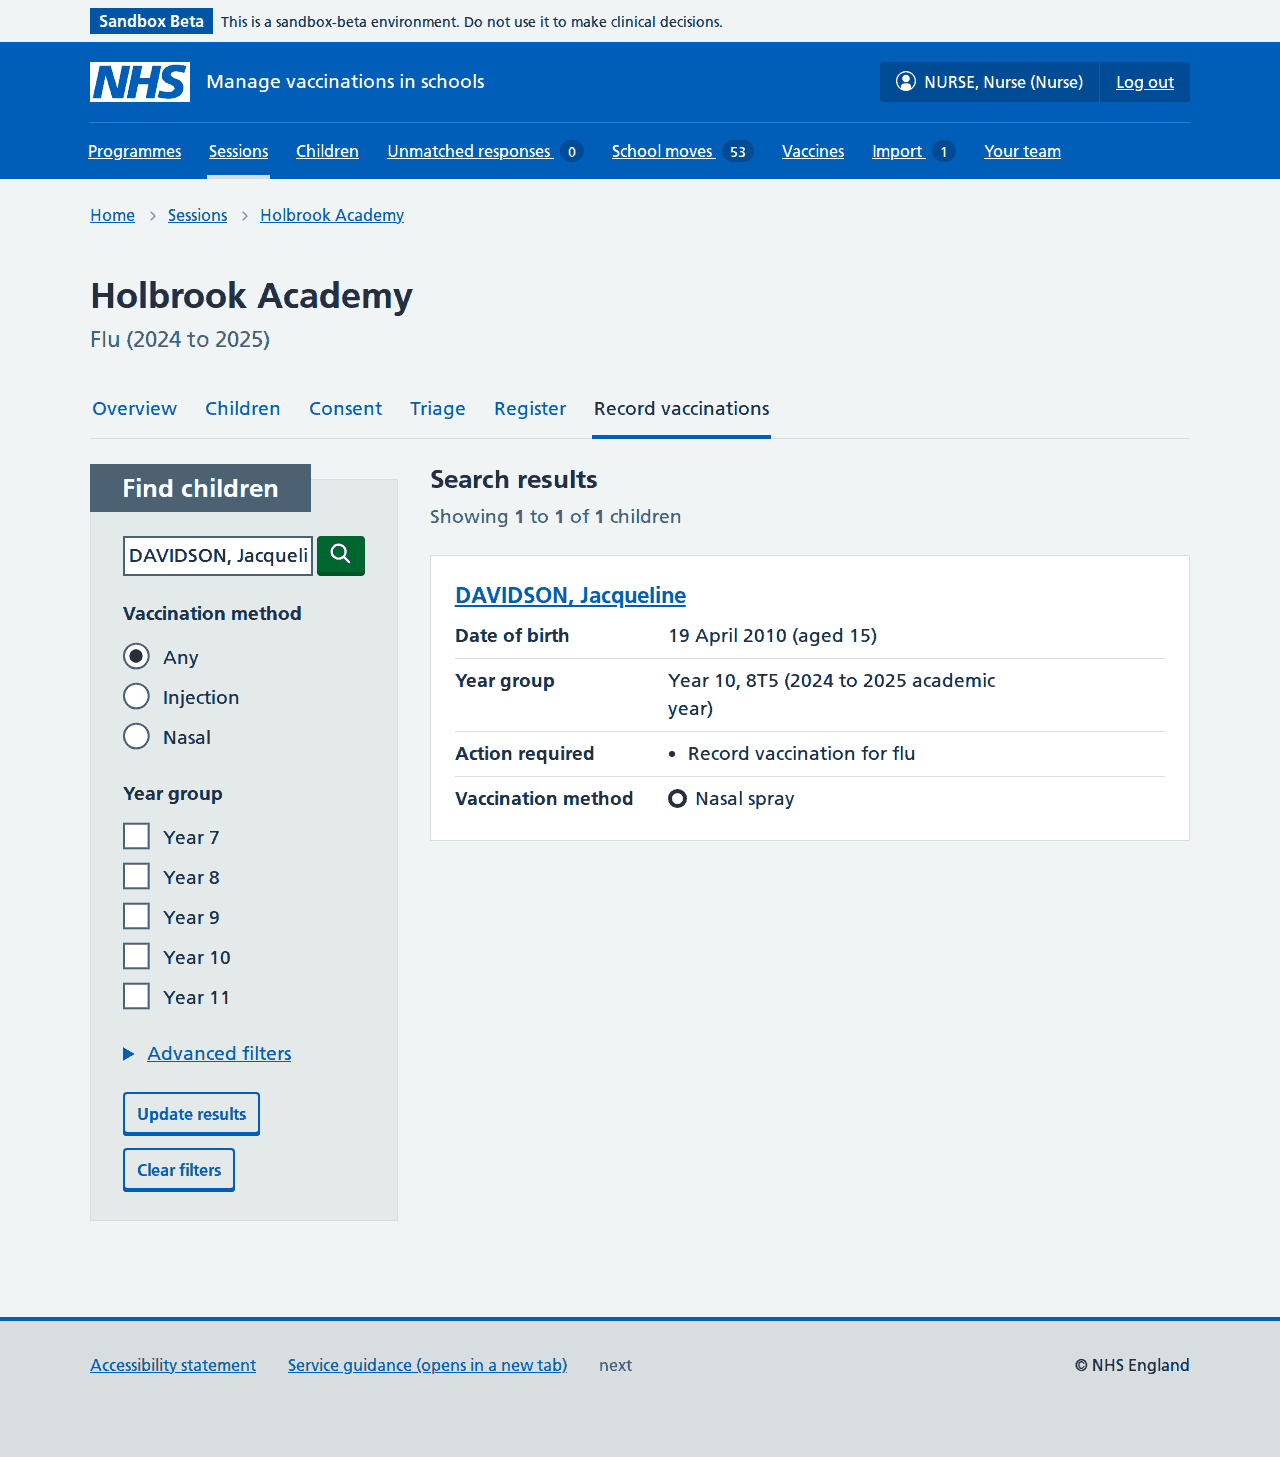 Sandbox Beta This is a sandbox-beta environment. Do not use it to make clinical decisions.
NHS Manage vaccinations in schools NURSE, Nurse (Nurse) Log out
Programmes Sessions Children Unmatched responses 0 School moves 53 Vaccines Import 1 Your team
Home Sessions Holbrook Academy
Holbrook Academy
Flu (2024 to 2025)
Overview Children Consent Triage Register Record vaccinations
Find children
DAVIDSON, Jacqueli
Vaccination method
Any
Injection
Nasal
Year group
Year 7
Year 8
Year 9
Year 10
Year 11
Advanced filters
Update results
Clear filters
Search results
Showing 1 to 1 of 1 children
DAVIDSON, Jacqueline
Date of birth 19 April 2010 (aged 15)
Year group Year 10, 8T5 (2024 to 2025 academic
year)
Action required • Record vaccination for flu
Vaccination method Nasal spray
Accessibility statement Service guidance (opens in a new tab) next © NHS England